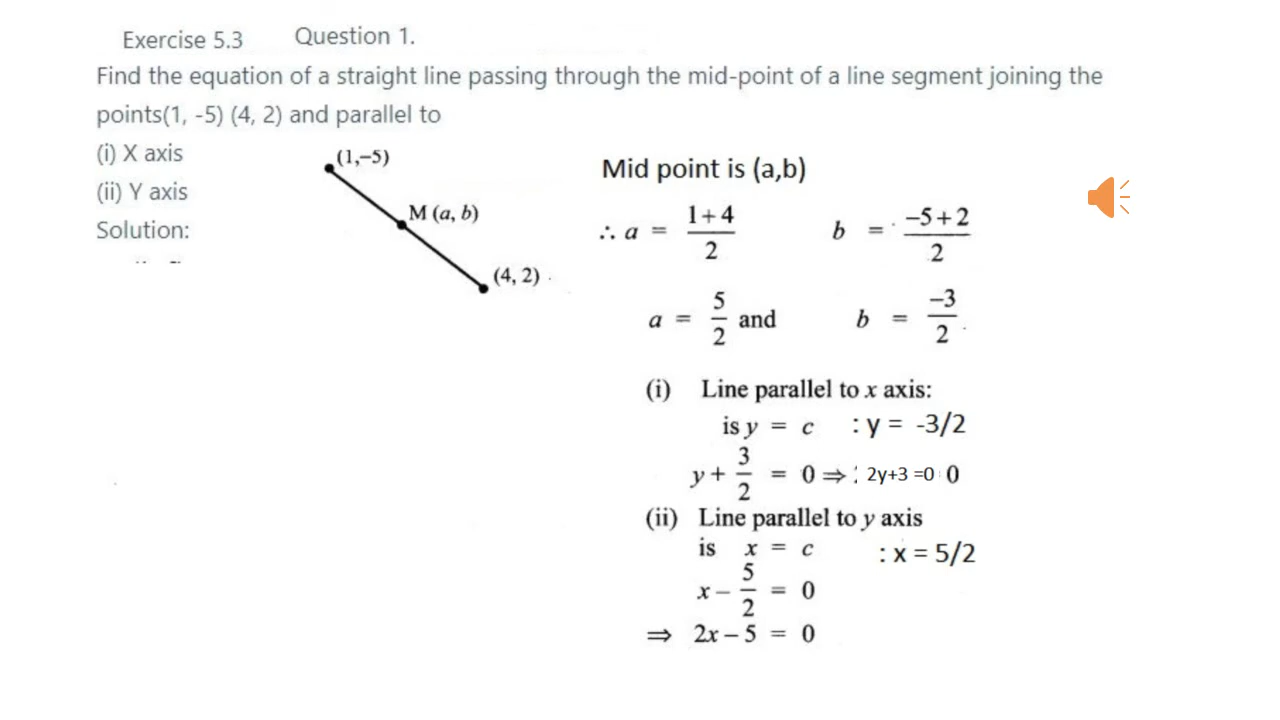 Exercise 5.3 Question 1.
Find the equation of a straight line passing through the mid-point of a line segment joining the
points(1, -5) (4, 2) and parallel to
(i) X axis
(ii) Y axis
Solution:
(1,–5)
M (a, b)
(4, 2)
Mid point is (a,b)
∴ a = (1+4)/2 b = (–5+2)/2
a = 5/2 and b = –3/2
(i) Line parallel to x axis:
is y = c : y = -3/2
y + 3/2 = 0 ⇒ 2y+3 =0 0
(ii) Line parallel to y axis
is x = c : x = 5/2
x – 5/2 = 0
⇒ 2x – 5 = 0